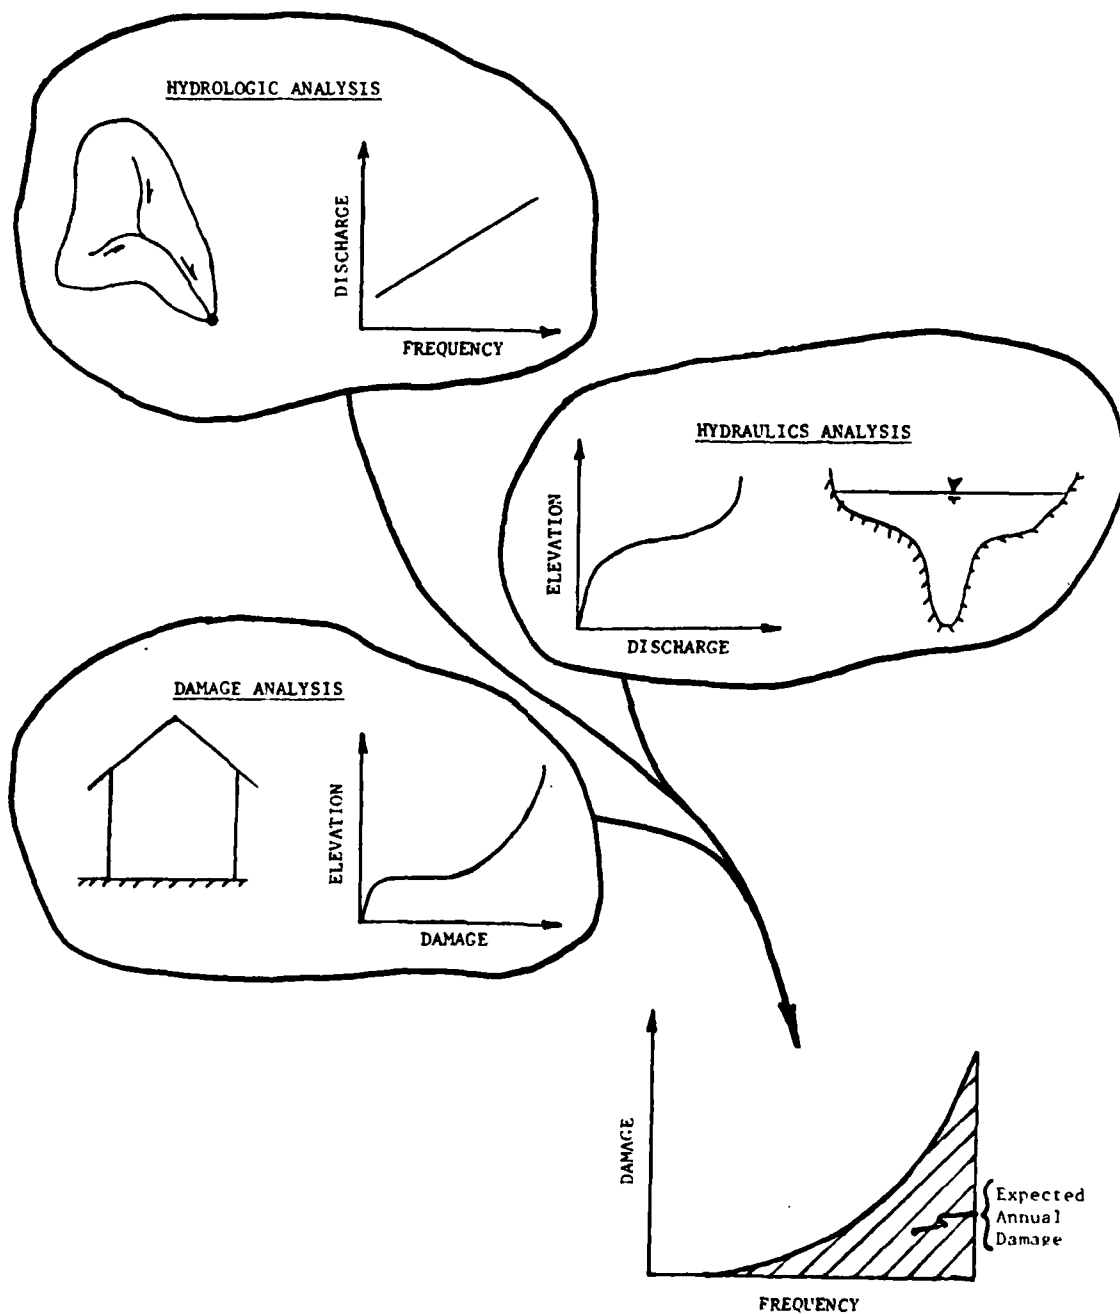 HYDROLOGIC ANALYSIS
DISCHARGE
FREQUENCY
HYDRAULICS ANALYSIS
ELEVATION
DISCHARGE
DAMAGE ANALYSIS
ELEVATION
DAMAGE
DAMAGE
Expected
Annual
Damage
FREQUENCY